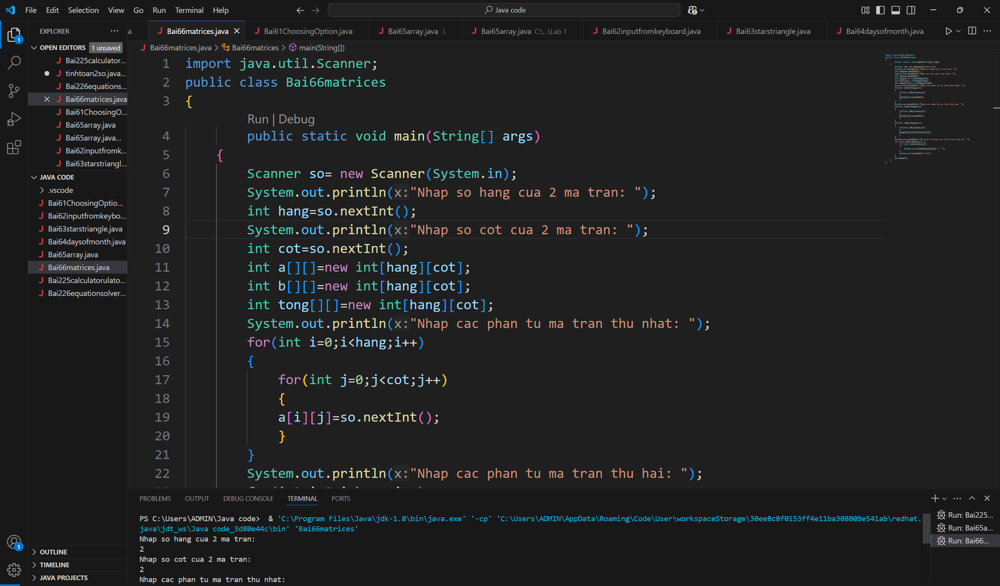 File Edit Selection View Go Run Terminal Help
Java code
EXPLORER
a
Bai66matrices.java
Bai61ChoosingOption.java
Bai65array.java .\
Bai65array.java C:\...\Lab 1
Bai62inputfromkeyboard.java
Bai63starstriangle.java
Bai64daysofmonth.java
OPEN EDITORS 1 unsaved
Bai225calculator...
tinhtoan2so.java...
Bai226equations...
Bai66matrices.java
Bai61ChoosingO...
Bai65array.java
Bai65array.java...
Bai62inputfromk...
Bai63starstriangl...
JAVA CODE
.vscode
Bai61ChoosingOptio...
Bai62inputfromkeybo...
Bai63starstriangle.java
Bai64daysofmonth.java
Bai65array.java
Bai66matrices.java
Bai225calculatorulato...
Bai226equationsolver...
OUTLINE
TIMELINE
JAVA PROJECTS
1
1
Bai66matrices.java > Bai66matrices > main(String[])
1 import java.util.Scanner;
2 public class Bai66matrices
3 {
Run | Debug
4 public static void main(String[] args)
5 {
6 Scanner so= new Scanner(System.in);
7 System.out.println(x:"Nhap so hang cua 2 ma tran: ");
8 int hang=so.nextInt();
9 System.out.println(x:"Nhap so cot cua 2 ma tran: ");
10 int cot=so.nextInt();
11 int a[][]=new int[hang][cot];
12 int b[][]=new int[hang][cot];
13 int tong[][]=new int[hang][cot];
14 System.out.println(x:"Nhap cac phan tu ma tran thu nhat: ");
15 for(int i=0;i<hang;i++)
16 {
17 for(int j=0;j<cot;j++)
18 {
19 a[i][j]=so.nextInt();
20 }
21 }
22 System.out.println(x:"Nhap cac phan tu ma tran thu hai: ");
PROBLEMS OUTPUT DEBUG CONSOLE TERMINAL PORTS
PS C:\Users\ADMIN\Java code> & 'C:\Program Files\Java\jdk-1.8\bin\java.exe' '-cp' 'C:\Users\ADMIN\AppData\Roaming\Code\User\workspaceStorage\30ee8c8f0153ff4e11ba308009e541ab\redhat.
java\jdt_ws\Java code_3d80e44c\bin' 'Bai66matrices'
Nhap so hang cua 2 ma tran:
2
Nhap so cot cua 2 ma tran:
2
Nhap cac phan tu ma tran thu nhat:
Run: Bai225...
Run: Bai65a...
Run: Bai66...